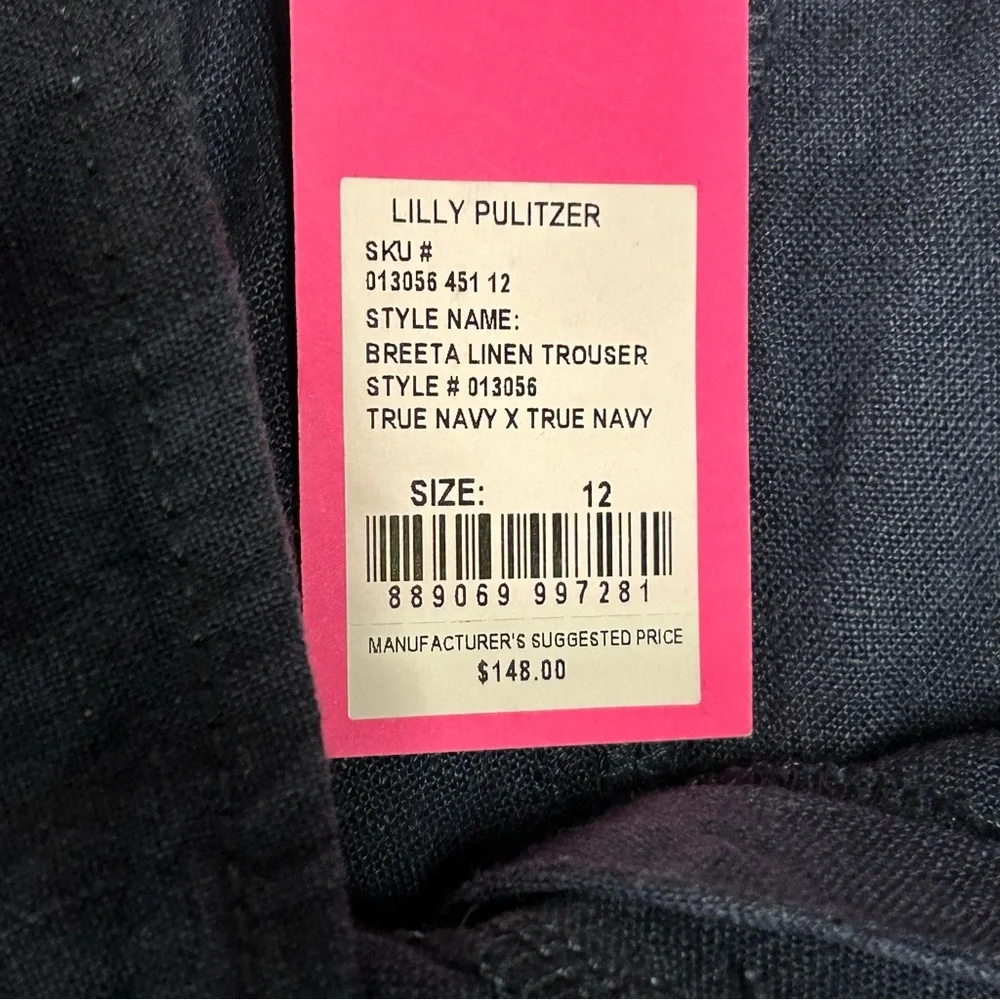 LILLY PULITZER
SKU #
013056 451 12
STYLE NAME:
BREETA LINEN TROUSER
STYLE # 013056
TRUE NAVY X TRUE NAVY
SIZE: 12
889069 997281
MANUFACTURER'S SUGGESTED PRICE
$148.00